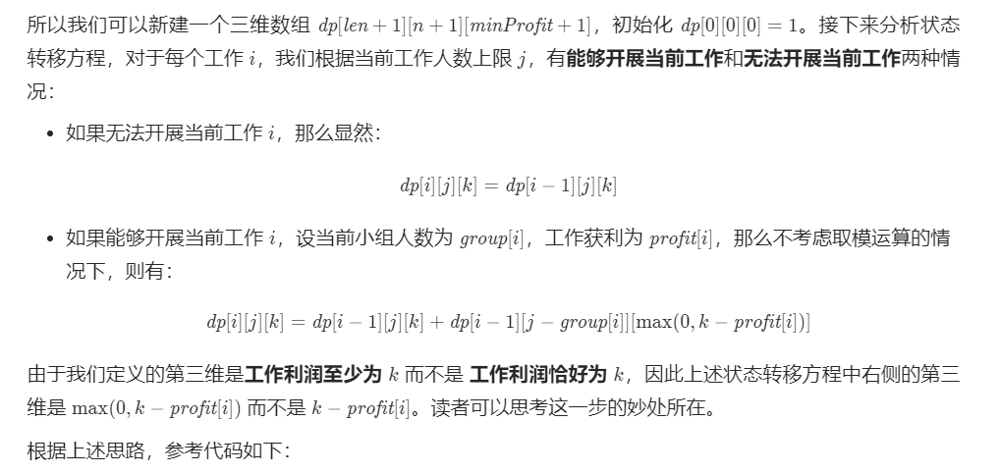 所以我们可以新建一个三维数组 dp[len + 1][n + 1][minProfit + 1]，初始化 dp[0][0][0] = 1。接下来分析状态
转移方程，对于每个工作 i，我们根据当前工作人数上限 j，有能够开展当前工作和无法开展当前工作两种情
况：
• 如果无法开展当前工作 i，那么显然：
dp[i][j][k] = dp[i − 1][j][k]
• 如果能够开展当前工作 i，设当前小组人数为 group[i]，工作获利为 profit[i]，那么不考虑取模运算的情
况下，则有：
dp[i][j][k] = dp[i − 1][j][k] + dp[i − 1][j − group[i]][max(0, k − profit[i])]
由于我们定义的第三维是工作利润至少为 k 而不是 工作利润恰好为 k，因此上述状态转移方程中右侧的第三
维是 max(0, k − profit[i]) 而不是 k − profit[i]。读者可以思考这一步的妙处所在。
根据上述思路，参考代码如下：